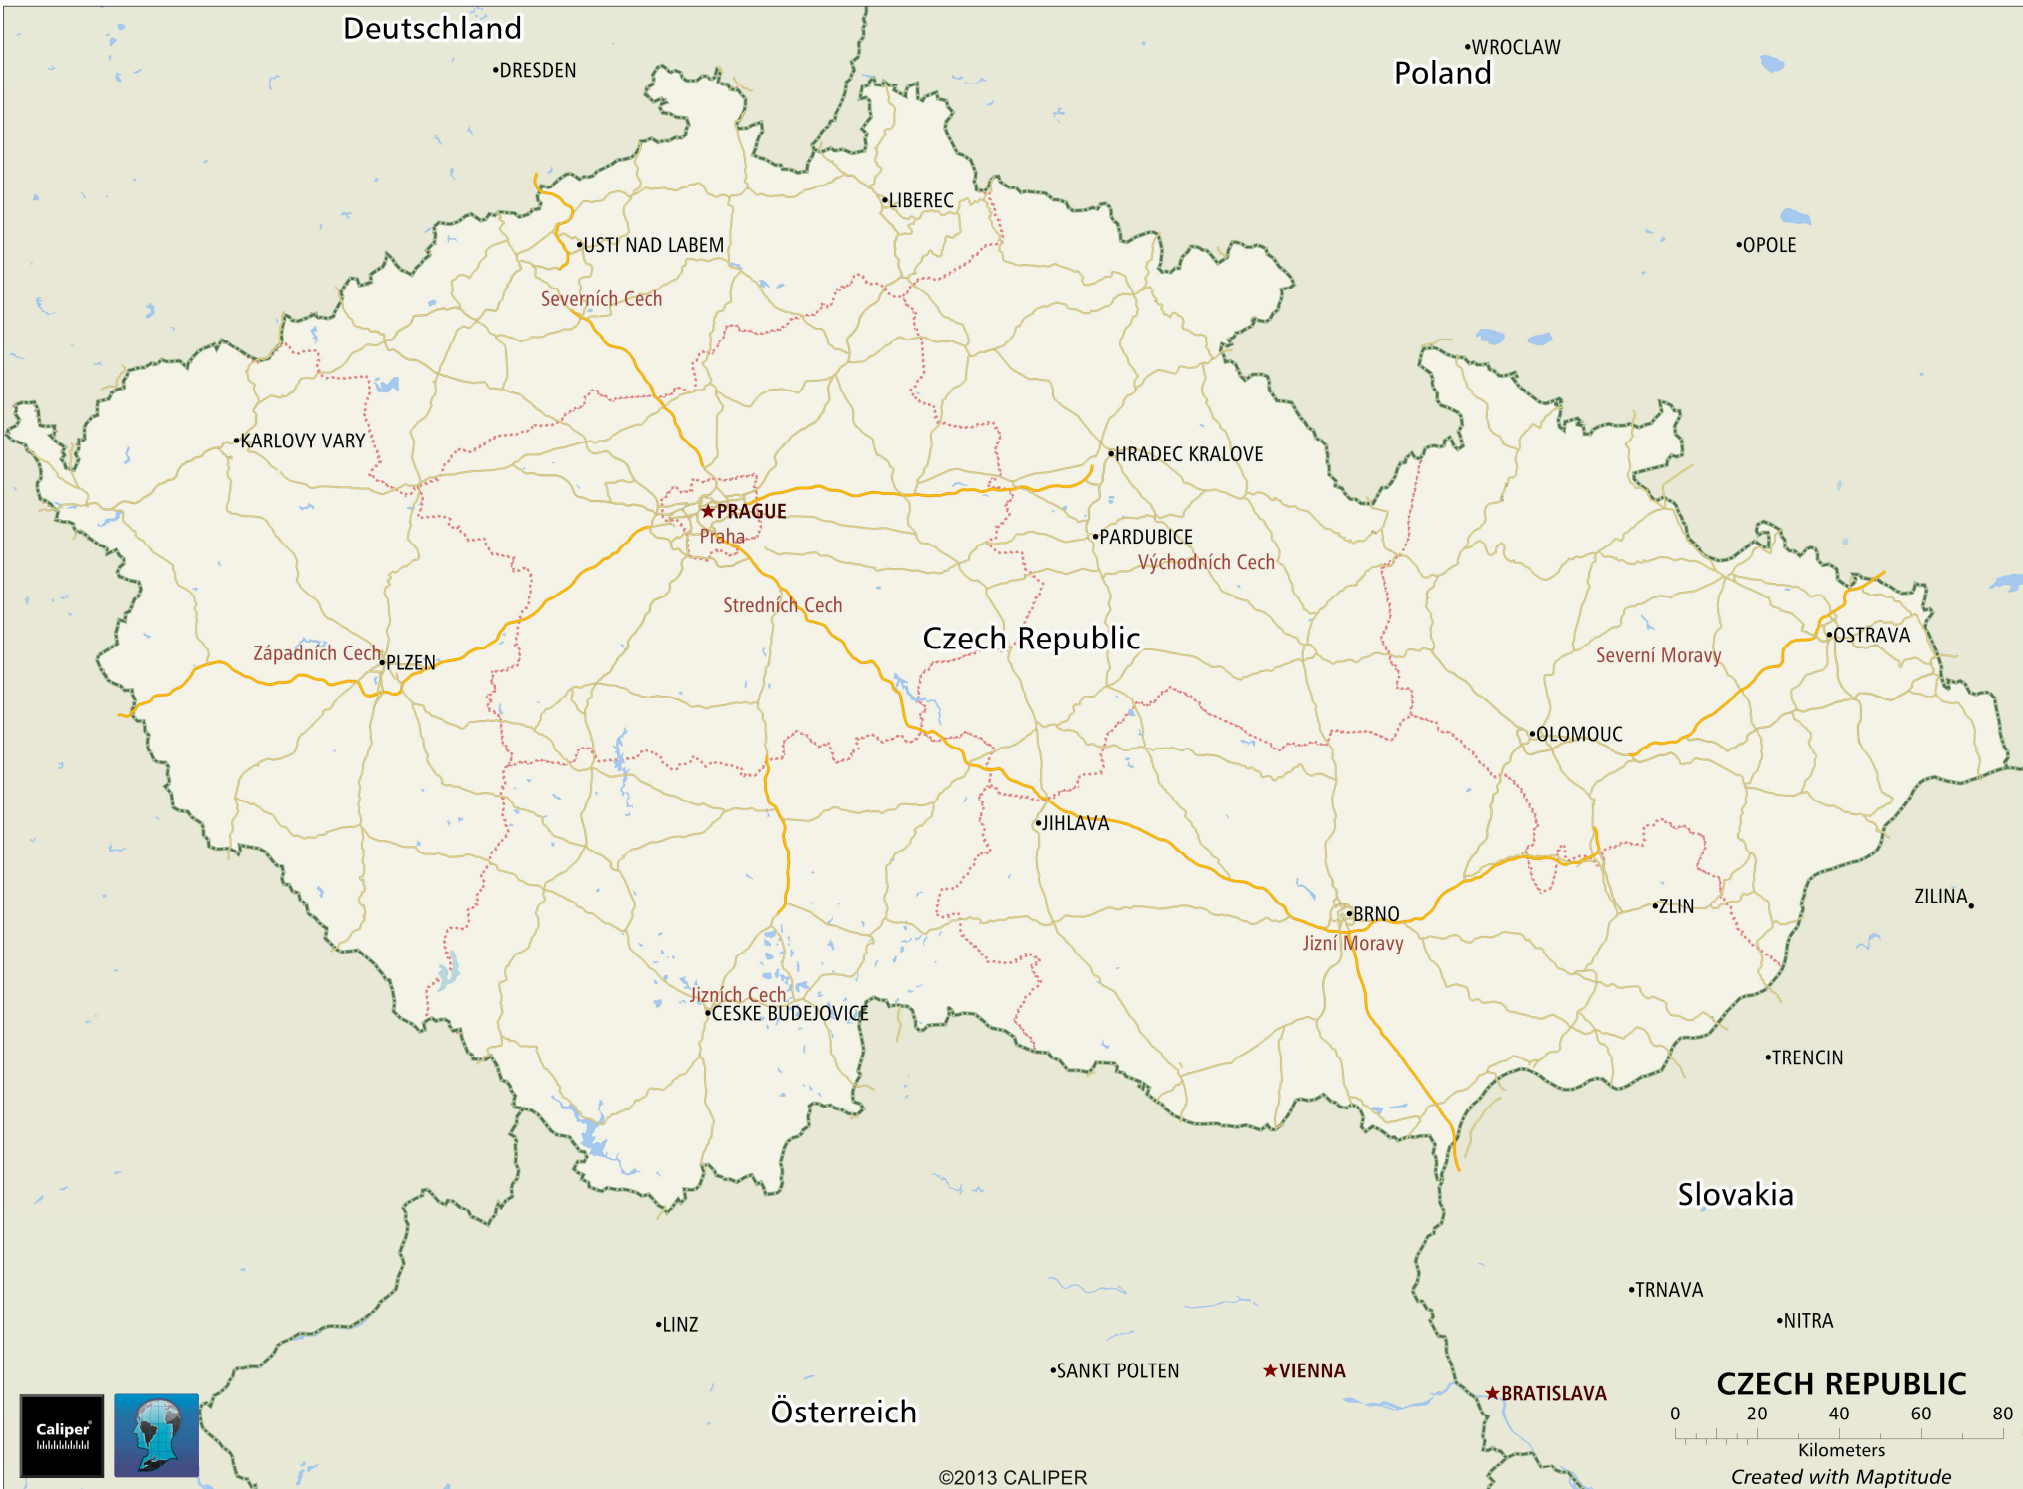 Deutschland
WROCLAW
DRESDEN
Poland
LIBEREC
USTI NAD LABEM
OPOLE
Severních Cech
KARLOVY VARY
HRADEC KRALOVE
PRAGUE
Praha
PARDUBICE
Východních Cech
Stredních Cech
Czech Republic
OSTRAVA
Západních Cech
PLZEN
Severní Moravy
OLOMOUC
JIHLAVA
ZILINA
ZLIN
BRNO
Jizní Moravy
Jizních Cech
CESKE BUDEJOVICE
TRENCIN
Slovakia
TRNAVA
NITRA
LINZ
SANKT POLTEN
VIENNA
BRATISLAVA
Österreich
CZECH REPUBLIC
0 20 40 60 80
Kilometers
Created with Maptitude
Caliper®
©2013 CALIPER